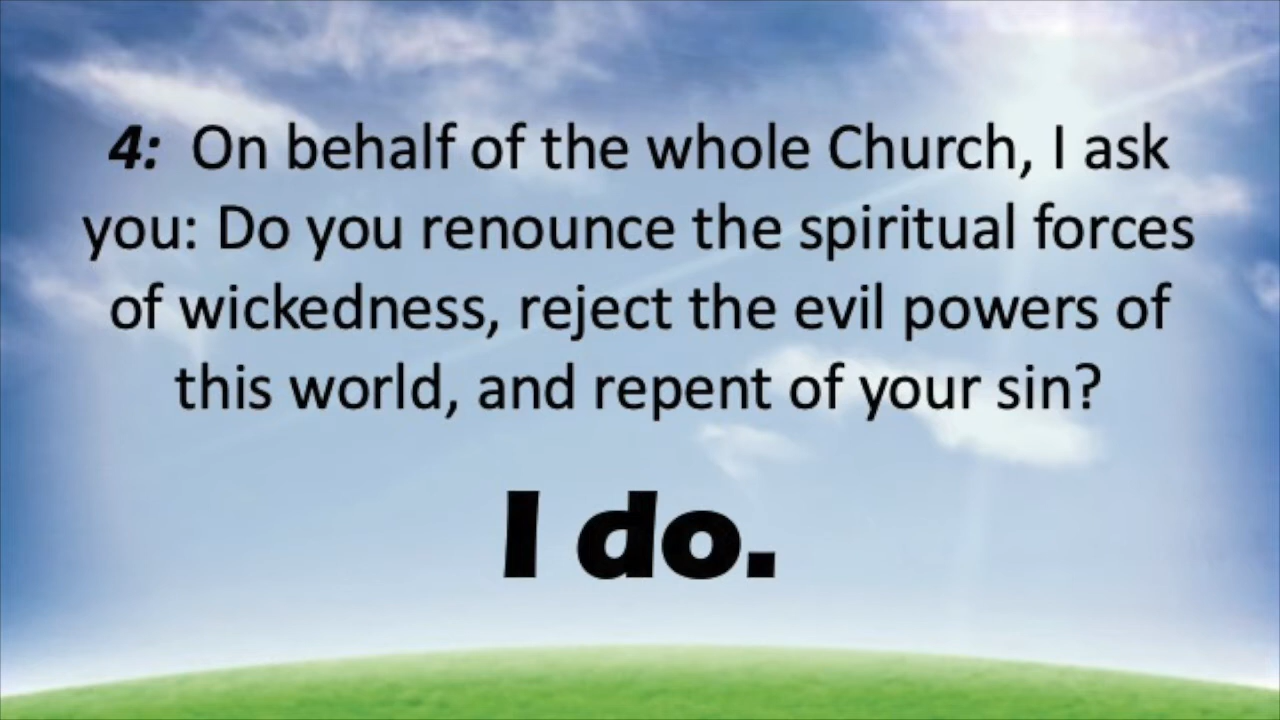 4: On behalf of the whole Church, I ask
you: Do you renounce the spiritual forces
of wickedness, reject the evil powers of
this world, and repent of your sin?
I do.